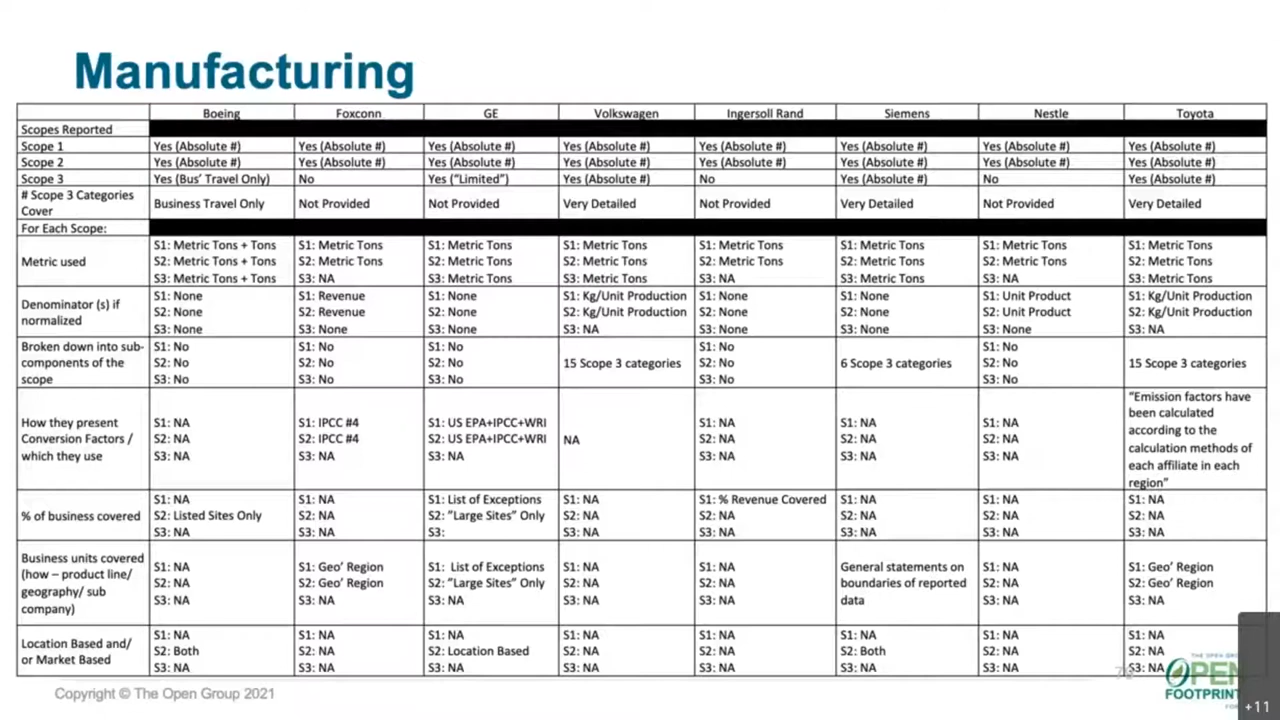 Manufacturing
Boeing Foxconn GE Volkswagen Ingersoll Rand Siemens Nestle Toyota
Scopes Reported
Scope 1 Yes (Absolute #) Yes (Absolute #) Yes (Absolute #) Yes (Absolute #) Yes (Absolute #) Yes (Absolute #) Yes (Absolute #) Yes (Absolute #)
Scope 2 Yes (Absolute #) Yes (Absolute #) Yes (Absolute #) Yes (Absolute #) Yes (Absolute #) Yes (Absolute #) Yes (Absolute #) Yes (Absolute #)
Scope 3 Yes (Bus’ Travel Only) No Yes (“Limited”) Yes (Absolute #) No Yes (Absolute #) No Yes (Absolute #)
# Scope 3 Categories
Cover
Business Travel Only Not Provided Not Provided Very Detailed Not Provided Very Detailed Not Provided Very Detailed
For Each Scope:
Metric used
S1: Metric Tons + Tons S1: Metric Tons S1: Metric Tons S1: Metric Tons S1: Metric Tons S1: Metric Tons S1: Metric Tons S1: Metric Tons
S2: Metric Tons + Tons S2: Metric Tons S2: Metric Tons S2: Metric Tons S2: Metric Tons S2: Metric Tons S2: Metric Tons S2: Metric Tons
S3: Metric Tons + Tons S3: NA S3: Metric Tons S3: Metric Tons S3: NA S3: Metric Tons S3: NA S3: Metric Tons
Denominator (s) if
normalized
S1: None S1: Revenue S1: None S1: Kg/Unit Production S1: None S1: None S1: Unit Product S1: Kg/Unit Production
S2: None S2: Revenue S2: None S2: Kg/Unit Production S2: None S2: None S2: Unit Product S2: Kg/Unit Production
S3: None S3: None S3: None S3: NA S3: None S3: None S3: None S3: NA
Broken down into sub-
components of the
scope
S1: No S1: No S1: No S1: No S1: No
S2: No S2: No S2: No 15 Scope 3 categories S2: No 6 Scope 3 categories S2: No 15 Scope 3 categories
S3: No S3: No S3: No S3: No S3: No
How they present
Conversion Factors /
which they use
S1: NA S1: IPCC #4 S1: US EPA+IPCC+WRI S1: NA S1: NA S1: NA
S2: NA S2: IPCC #4 S2: US EPA+IPCC+WRI NA S2: NA S2: NA S2: NA
S3: NA S3: NA S3: NA S3: NA S3: NA S3: NA
“Emission factors have
been calculated
according to the
calculation methods of
each affiliate in each
region”
% of business covered
S1: NA S1: NA S1: List of Exceptions S1: NA S1: % Revenue Covered S1: NA S1: NA S1: NA
S2: Listed Sites Only S2: NA S2: ”Large Sites” Only S2: NA S2: NA S2: NA S2: NA S2: NA
S3: NA S3: NA S3: S3: NA S3: NA S3: NA S3: NA S3: NA
Business units covered
(how – product line/
geography/ sub
company)
S1: NA S1: Geo’ Region S1: List of Exceptions S1: NA S1: NA General statements on S1: NA S1: Geo’ Region
S2: NA S2: Geo’ Region S2: ”Large Sites” Only S2: NA S2: NA boundaries of reported S2: NA S2: Geo’ Region
S3: NA S3: NA S3: NA S3: NA S3: NA data S3: NA S3: NA
Location Based and/
or Market Based
S1: NA S1: NA S1: NA S1: NA S1: NA S1: NA S1: NA S1: NA
S2: Both S2: NA S2: Location Based S2: NA S2: NA S2: Both S2: NA S2: NA
S3: NA S3: NA S3: NA S3: NA S3: NA S3: NA S3: NA S3: NA
Copyright © The Open Group 2021
THE OPEN
OPEN
FOOTPRINT
+11